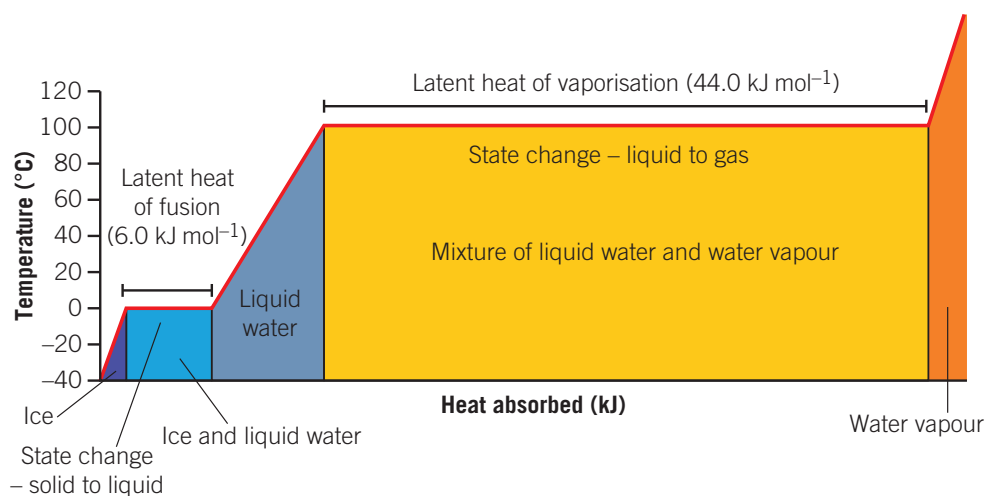 Latent heat of vaporisation (44.0 kJ mol–1)
120
100
80
60
40
20
0
–20
–40
Temperature (°C)
State change – liquid to gas
Latent heat
of fusion
(6.0 kJ mol–1)
Mixture of liquid water and water vapour
Liquid
water
Heat absorbed (kJ)
Ice
Ice and liquid water
Water vapour
State change
– solid to liquid